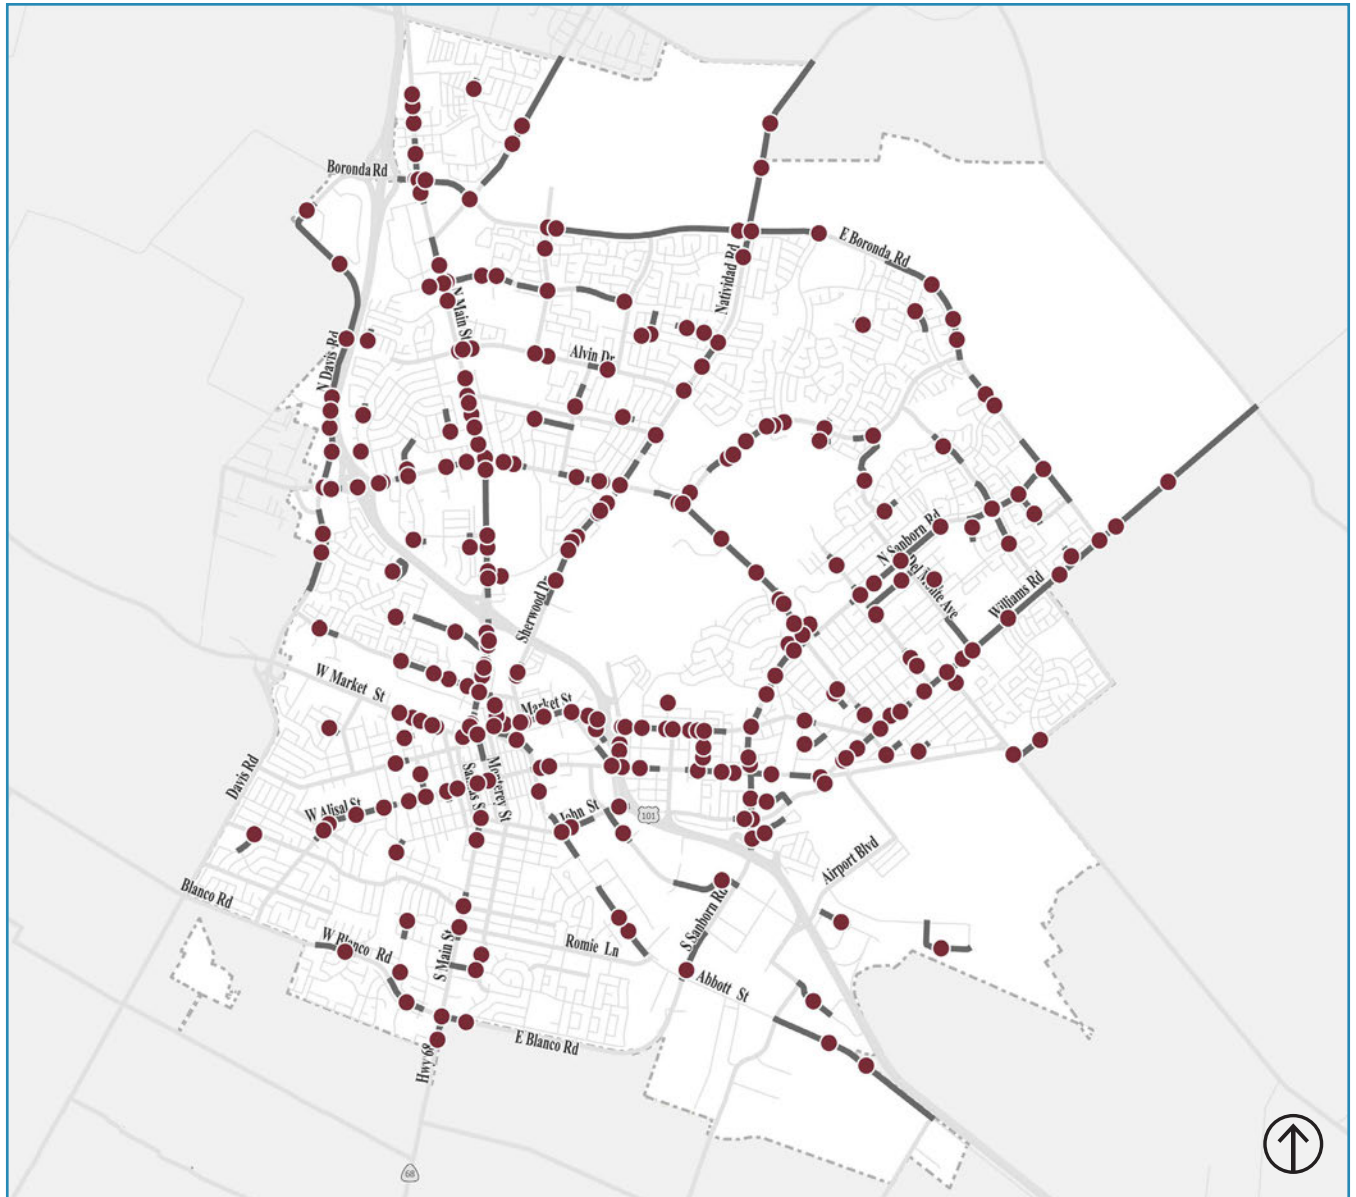 Boronda Rd
E Boronda Rd
Natividad Rd
N Main St
N Davis Rd
Alvin Dr
N Sanborn Rd
Del Monte Ave
Williams Rd
Sherwood Dr
W Market St
Market St
Davis Rd
Monterey St
W Alisal St
John St
101
Airport Blvd
Blanco Rd
W Blanco Rd
S Main St
Romie Ln
S Sanborn Rd
Abbott St
E Blanco Rd
Hwy 68
68